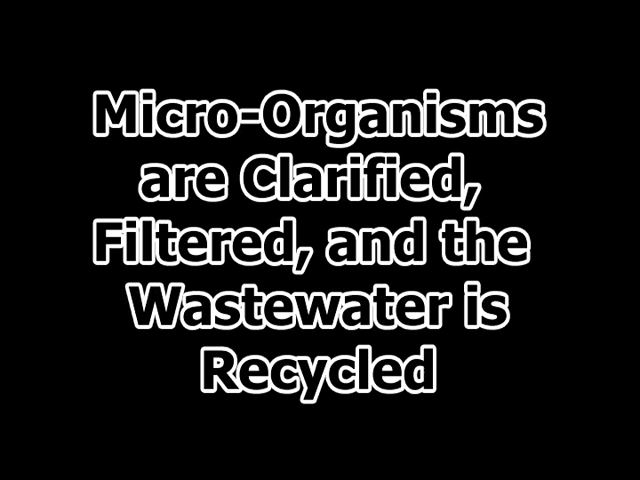 Micro-Organisms
are Clarified,
Filtered, and the
Wastewater is
Recycled